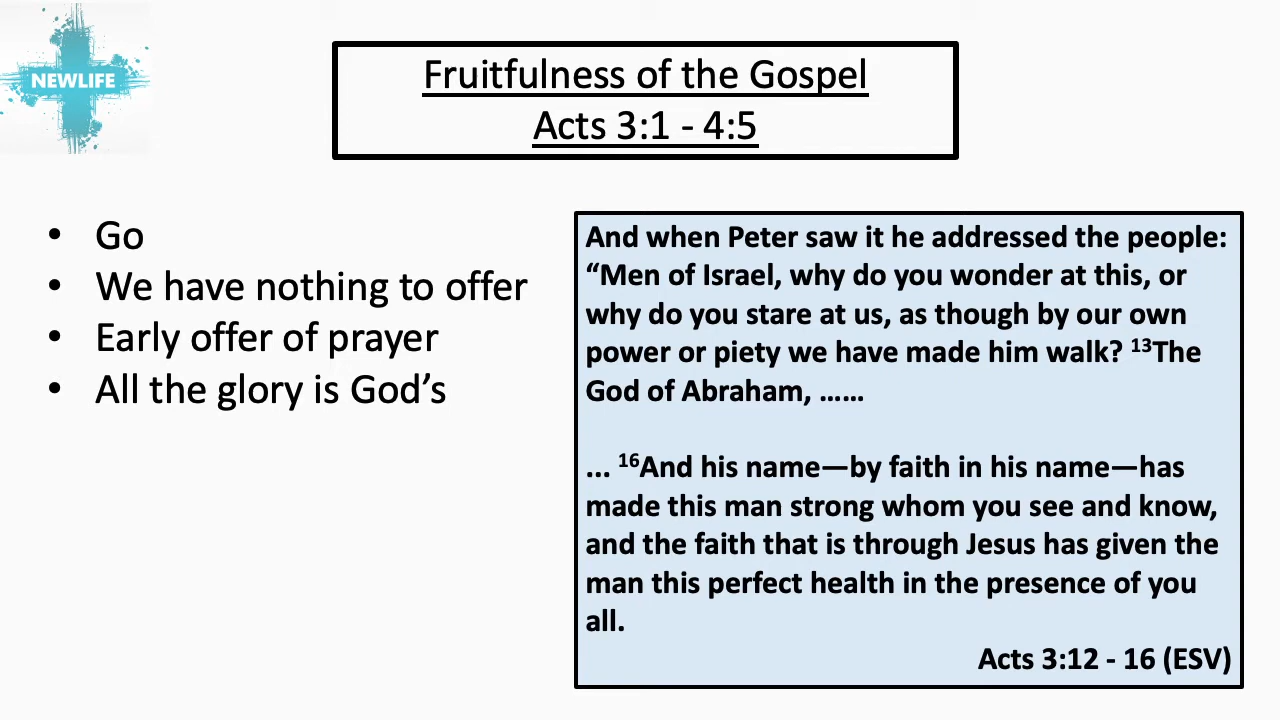 NEWLIFE
Fruitfulness of the Gospel
Acts 3:1 - 4:5
• Go
• We have nothing to offer
• Early offer of prayer
• All the glory is God’s
And when Peter saw it he addressed the people:
“Men of Israel, why do you wonder at this, or
why do you stare at us, as though by our own
power or piety we have made him walk? ¹³The
God of Abraham, ……
... ¹⁶And his name—by faith in his name—has
made this man strong whom you see and know,
and the faith that is through Jesus has given the
man this perfect health in the presence of you
all.
Acts 3:12 - 16 (ESV)